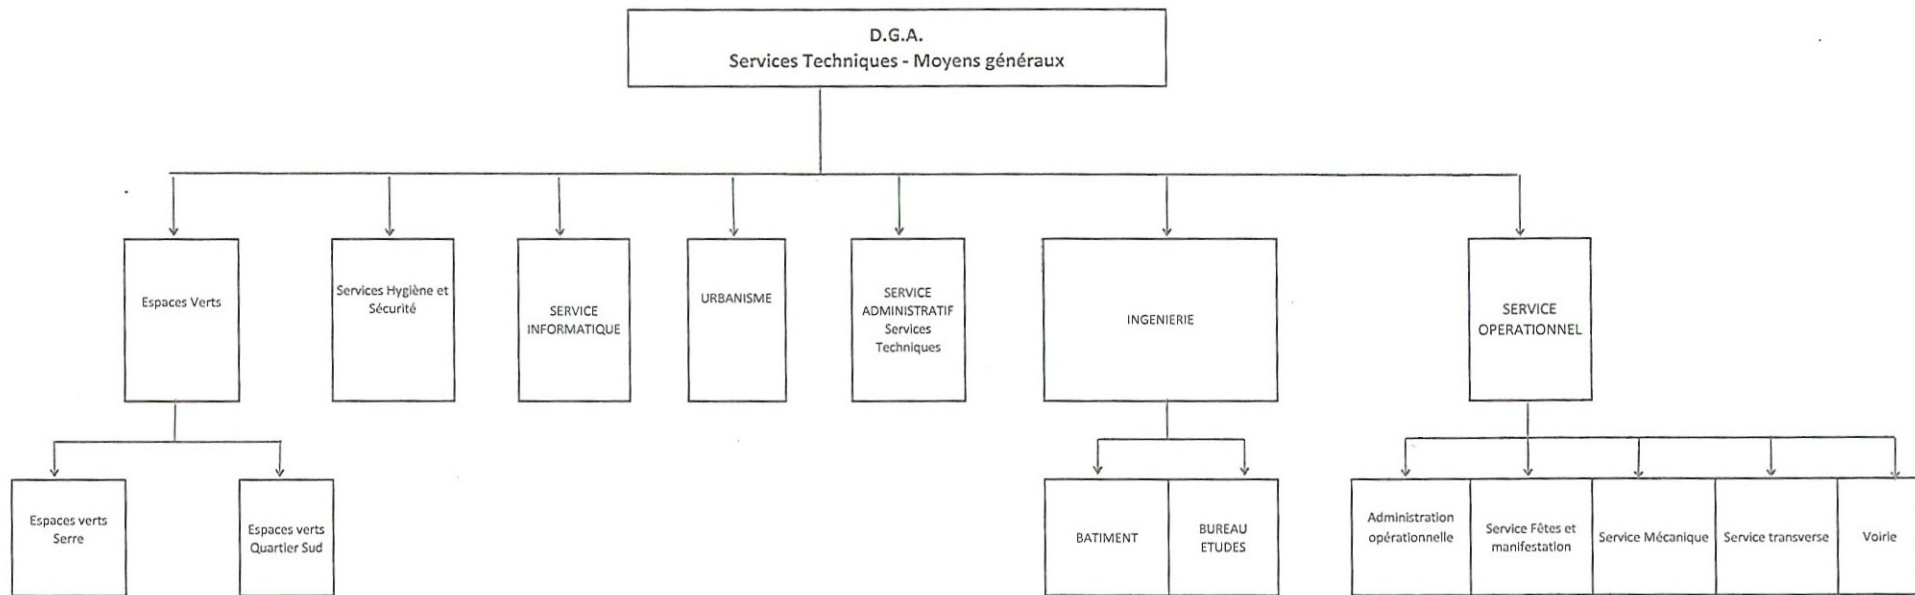 D.G.A.
Services Techniques - Moyens généraux
Espaces Verts
Services Hygiène et
Sécurité
SERVICE
INFORMATIQUE
URBANISME
SERVICE
ADMINISTRATIF
Services
Techniques
INGENIERIE
SERVICE
OPERATIONNEL
Espaces verts
Serre
Espaces verts
Quartier Sud
BATIMENT
BUREAU
ETUDES
Administration
opérationnelle
Service Fêtes et
manifestation
Service Mécanique
Service transverse
Voirie